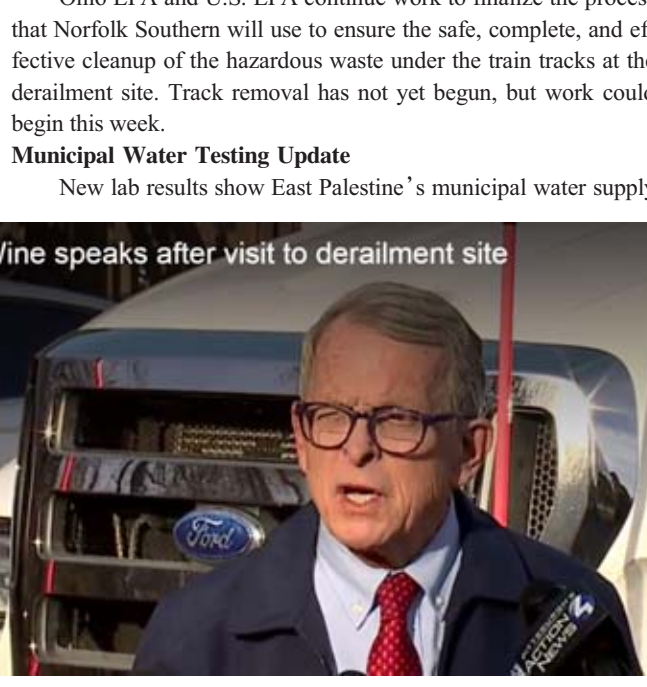 Ohio EPA and U.S. EPA continue work to finalize the process
that Norfolk Southern will use to ensure the safe, complete, and ef
fective cleanup of the hazardous waste under the train tracks at the
derailment site. Track removal has not yet begun, but work could
begin this week.
Municipal Water Testing Update
New lab results show East Palestine’s municipal water supply
speaks after visit to derailment site
Ford
ACTION
NEWS
4